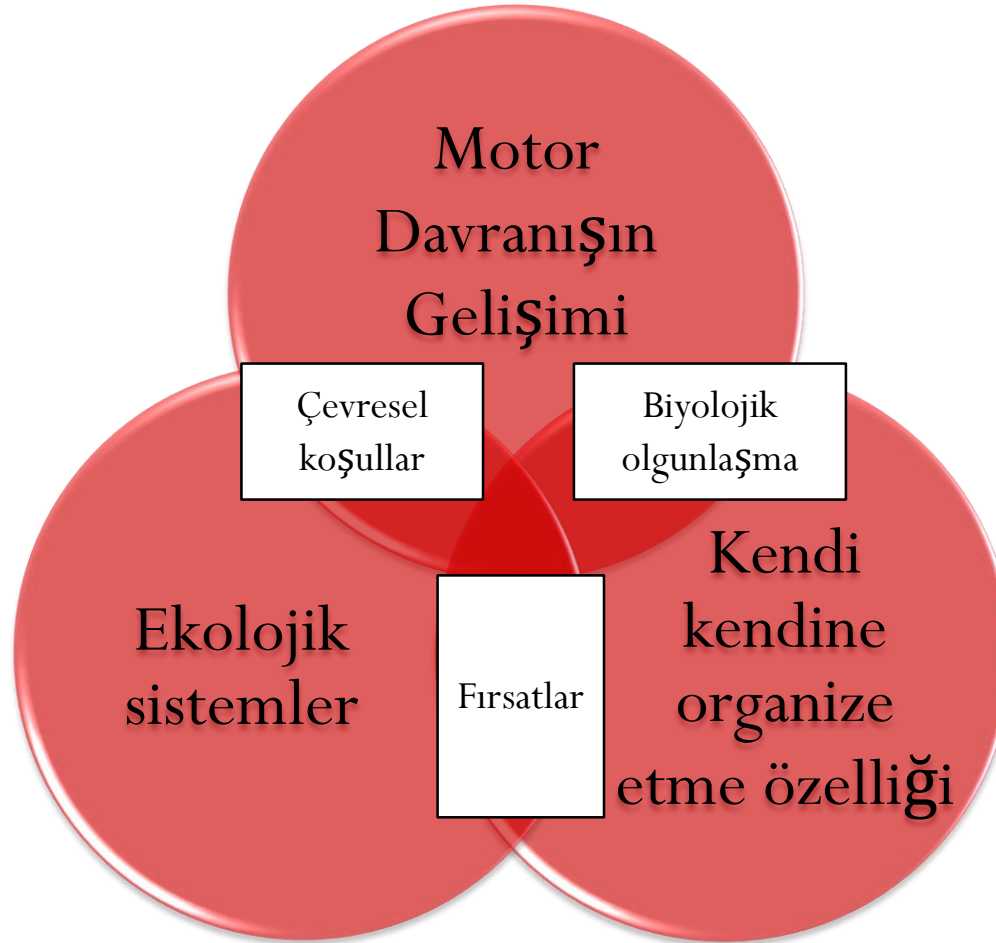 Motor
Davranışın
Gelişimi
Çevresel
koşullar
Biyolojik
olgunlaşma
Ekolojik
sistemler
Fırsatlar
Kendi
kendine
organize
etme özelliği